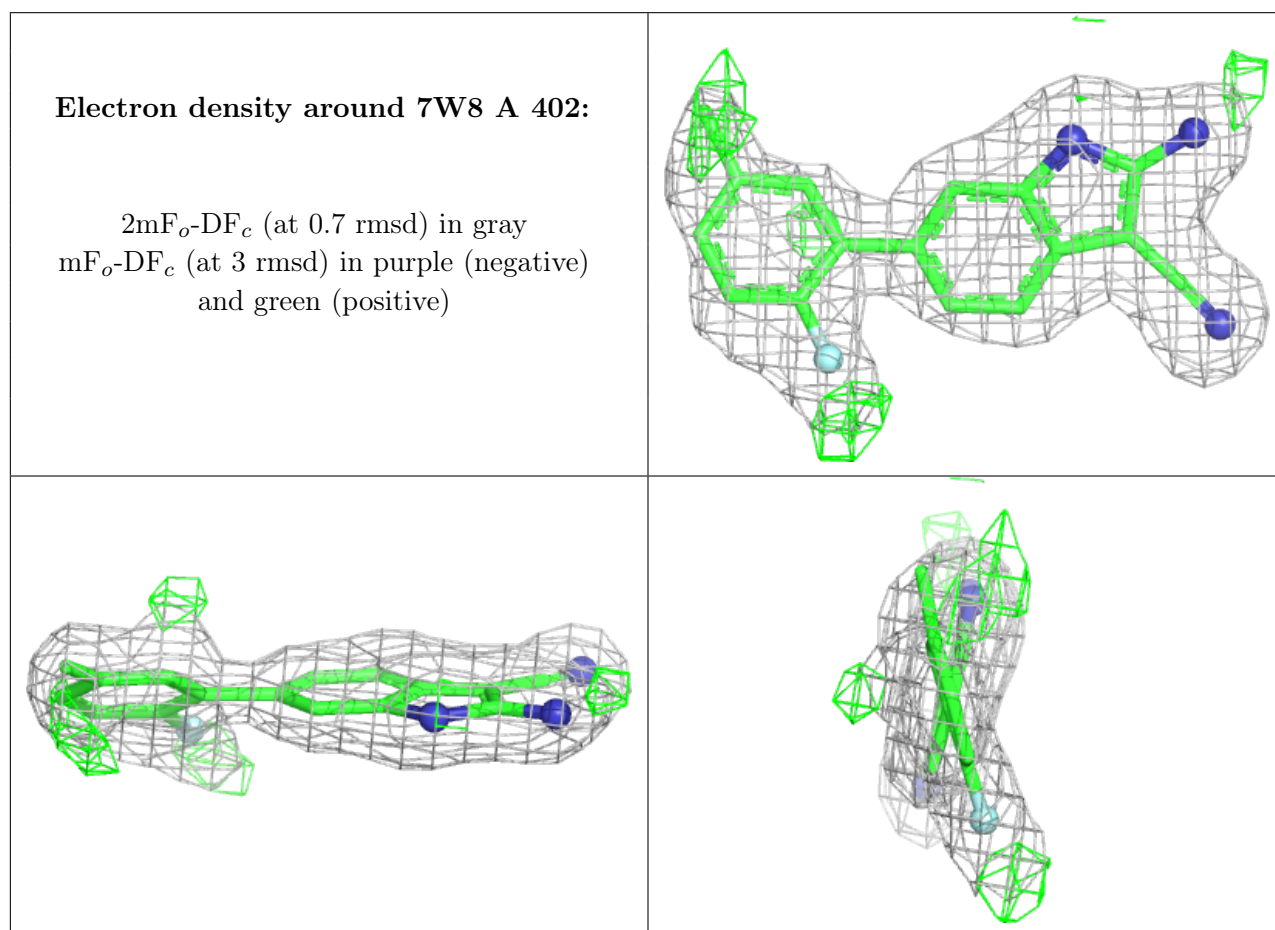 Electron density around 7W8 A 402:
2mFo-DFc (at 0.7 rmsd) in gray
mFo-DFc (at 3 rmsd) in purple (negative)
and green (positive)